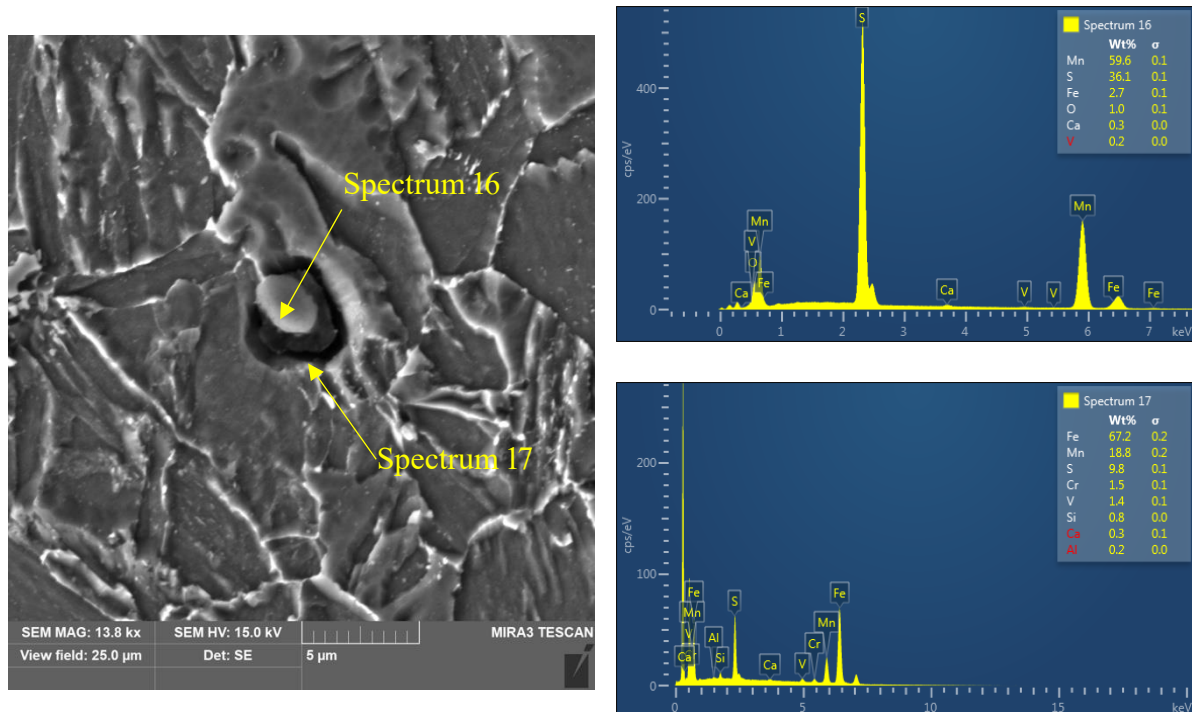 Spectrum 16
Spectrum 17
SEM MAG: 13.8 kx SEM HV: 15.0 kV MIRA3 TESCAN
View field: 25.0 µm Det: SE 5 µm
Spectrum 16
Wt% σ
Mn 59.6 0.1
S 36.1 0.1
Fe 2.7 0.1
O 1.0 0.1
Ca 0.3 0.0
V 0.2 0.0
cps/eV
400
200
0
S
Mn
V
O
Fe
Ca
Ca
V
V
Mn
Fe
Fe
0 1 2 3 4 5 6 7 keV
Spectrum 17
Wt% σ
Fe 67.2 0.2
Mn 18.8 0.2
S 9.8 0.1
Cr 1.5 0.1
V 1.4 0.1
Si 0.8 0.0
Ca 0.3 0.1
Al 0.2 0.0
cps/eV
200
100
0
Fe
Mn
V
Ca
Al
Si
S
Ca
V
Cr
Mn
Fe
0 5 10 15 keV